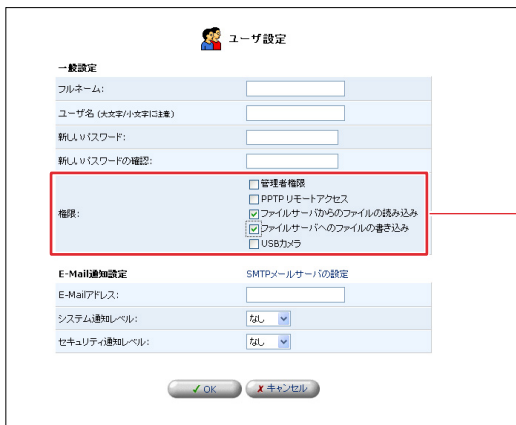 ユーザ設定
一般設定
フルネーム:
ユーザ名 (大文字/小文字に注意)
新しいパスワード:
新しいパスワードの確認:
権限:
管理者権限
PPTP リモートアクセス
ファイルサーバからのファイルの読み込み
ファイルサーバへのファイルの書き込み
USBカメラ
E-Mail通知設定 SMTPメールサーバの設定
E-Mailアドレス:
システム通知レベル: なし
セキュリティ通知レベル: なし
✓ OK ✗ キャンセル